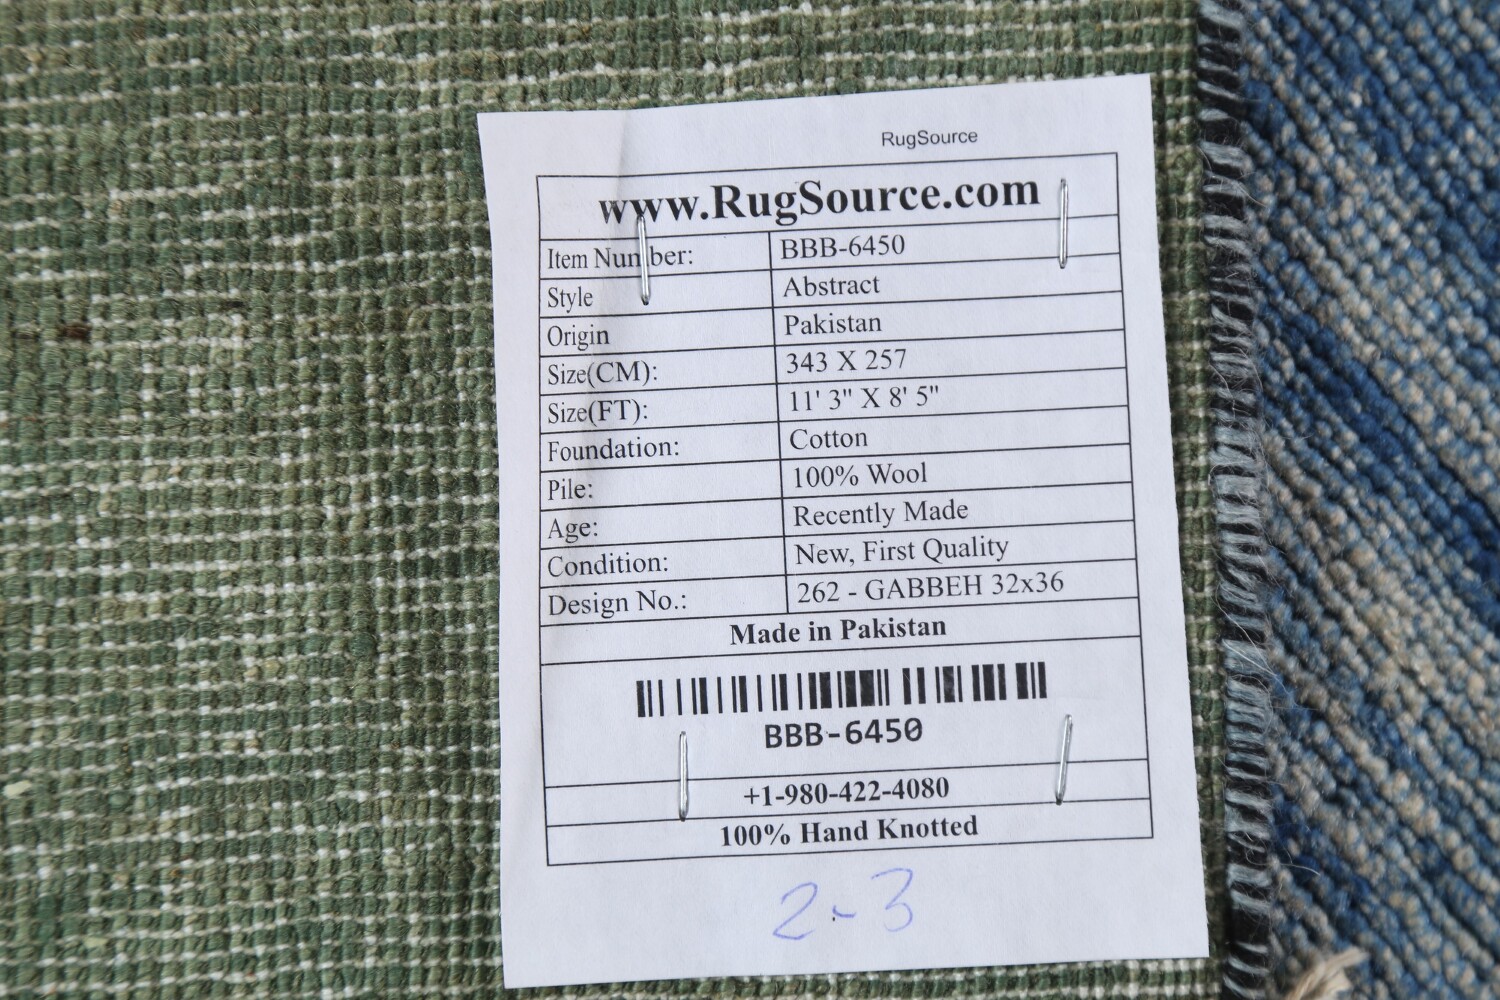 RugSource
www.RugSource.com
Item Number: BBB-6450
Style Abstract
Origin Pakistan
Size(CM): 343 X 257
Size(FT): 11' 3" X 8' 5"
Foundation: Cotton
Pile: 100% Wool
Age: Recently Made
Condition: New, First Quality
Design No.: 262 - GABBEH 32x36
Made in Pakistan
BBB-6450
+1-980-422-4080
100% Hand Knotted
2-3